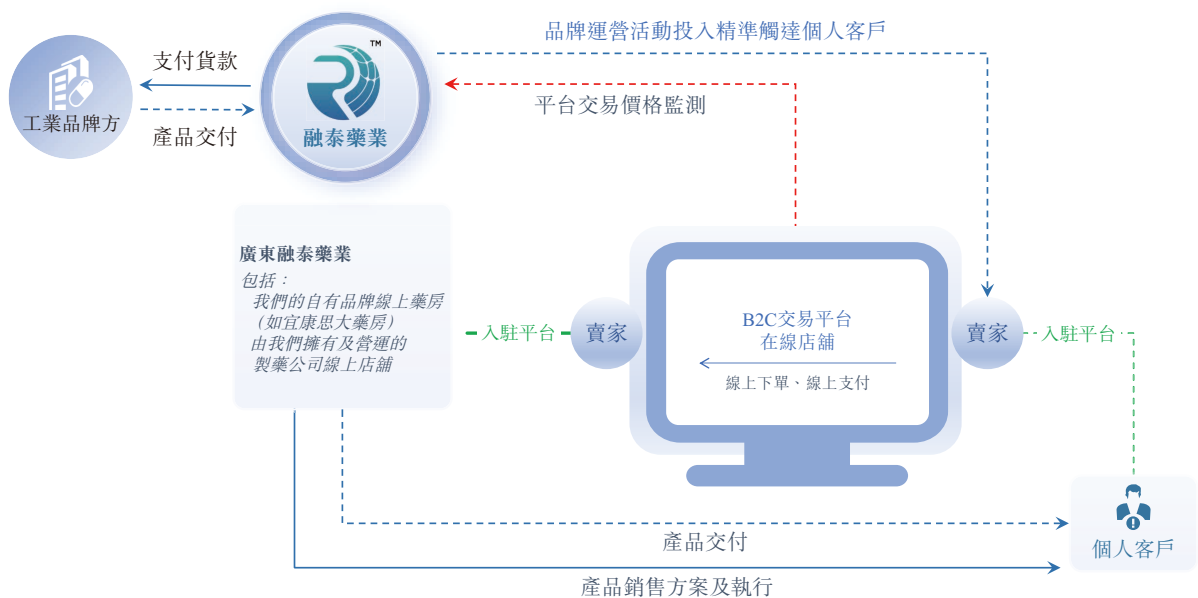 品牌運營活動投入精準觸達個人客戶
支付貨款
TM
平台交易價格監測
工業品牌方
產品交付
融泰藥業
廣東融泰藥業
包括：
我們的自有品牌線上藥房
（如宜康思大藥房）
由我們擁有及營運的
製藥公司線上店舖
入駐平台
賣家
B2C交易平台
在線店舖
線上下單、線上支付
賣家
入駐平台
產品交付
個人客戶
產品銷售方案及執行